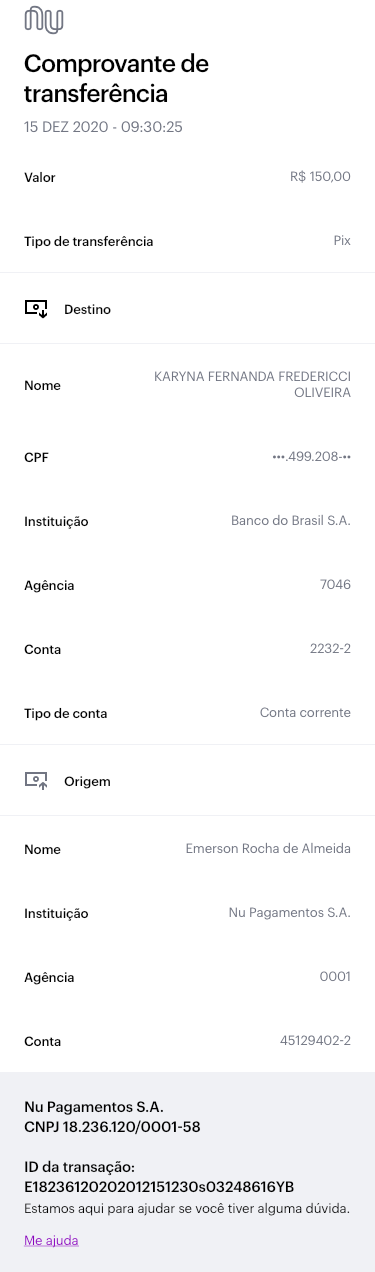 nu
Comprovante de
transferência
15 DEZ 2020 - 09:30:25
Valor R$ 150,00
Tipo de transferência Pix
Destino
Nome KARYNA FERNANDA FREDERICCI
OLIVEIRA
CPF •••.499.208-••
Instituição Banco do Brasil S.A.
Agência 7046
Conta 2232-2
Tipo de conta Conta corrente
Origem
Nome Emerson Rocha de Almeida
Instituição Nu Pagamentos S.A.
Agência 0001
Conta 45129402-2
Nu Pagamentos S.A.
CNPJ 18.236.120/0001-58
ID da transação:
E18236120202012151230s03248616YB
Estamos aqui para ajudar se você tiver alguma dúvida.
Me ajuda